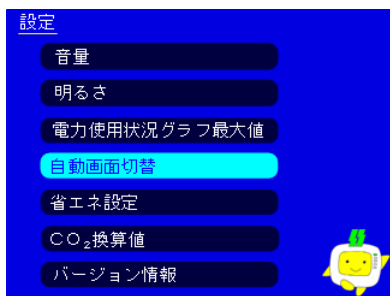 設定
音量
明るさ
電力使用状況グラフ最大値
自動画面切替
省エネ設定
CO₂換算値
バージョン情報